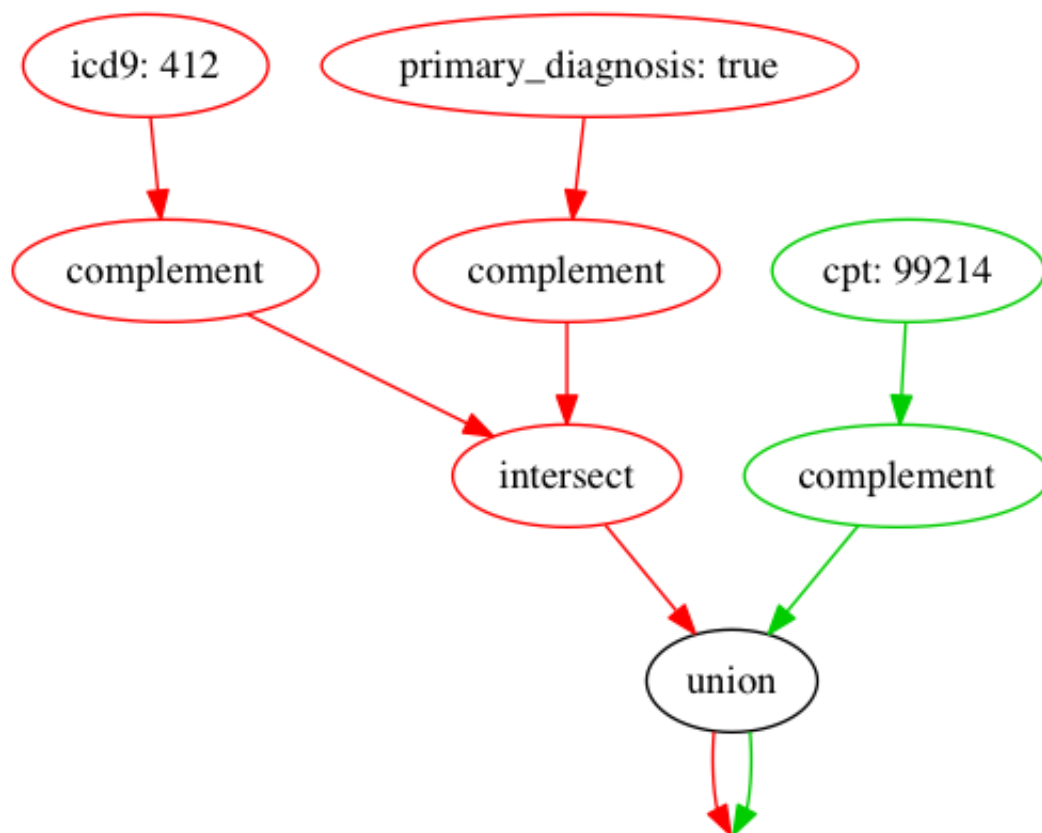 icd9: 412
primary_diagnosis: true
complement
complement
cpt: 99214
intersect
complement
union